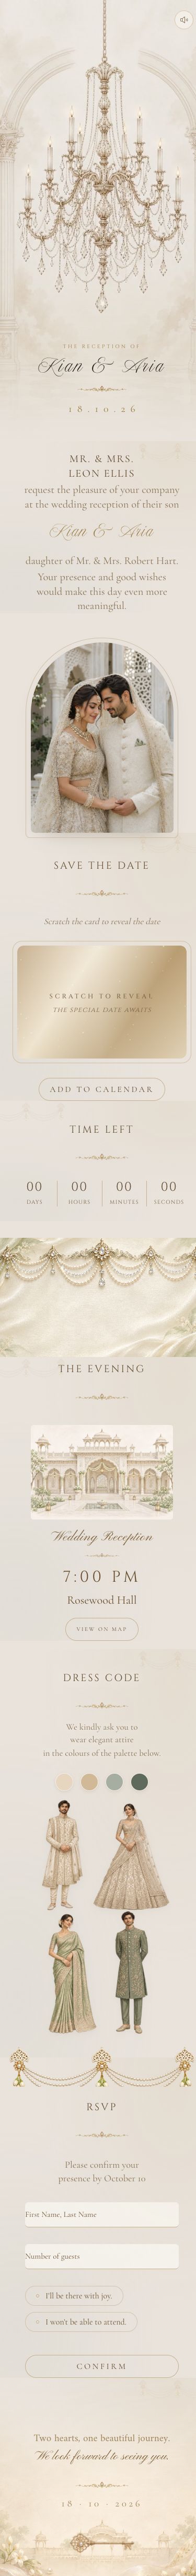 THE RECEPTION OF
Kian & Aria
18.10.26
MR. & MRS.
LEON ELLIS
request the pleasure of your company
at the wedding reception of their son
Kian & Aria
daughter of Mr. & Mrs. Robert Hart.
Your presence and good wishes
would make this day even more
meaningful.
SAVE THE DATE
Scratch the card to reveal the date
SCRATCH TO REVEAL
THE SPECIAL DATE AWAITS
ADD TO CALENDAR
TIME LEFT
00 00 00 00
DAYS HOURS MINUTES SECONDS
THE EVENING
Wedding Reception
7:00 PM
Rosewood Hall
VIEW ON MAP
DRESS CODE
We kindly ask you to
wear elegant attire
in the colours of the palette below.
RSVP
Please confirm your
presence by October 10
First Name, Last Name
Number of guests
I'll be there with joy.
I won't be able to attend.
CONFIRM
Two hearts, one beautiful journey.
We look forward to seeing you.
18 · 10 · 2026